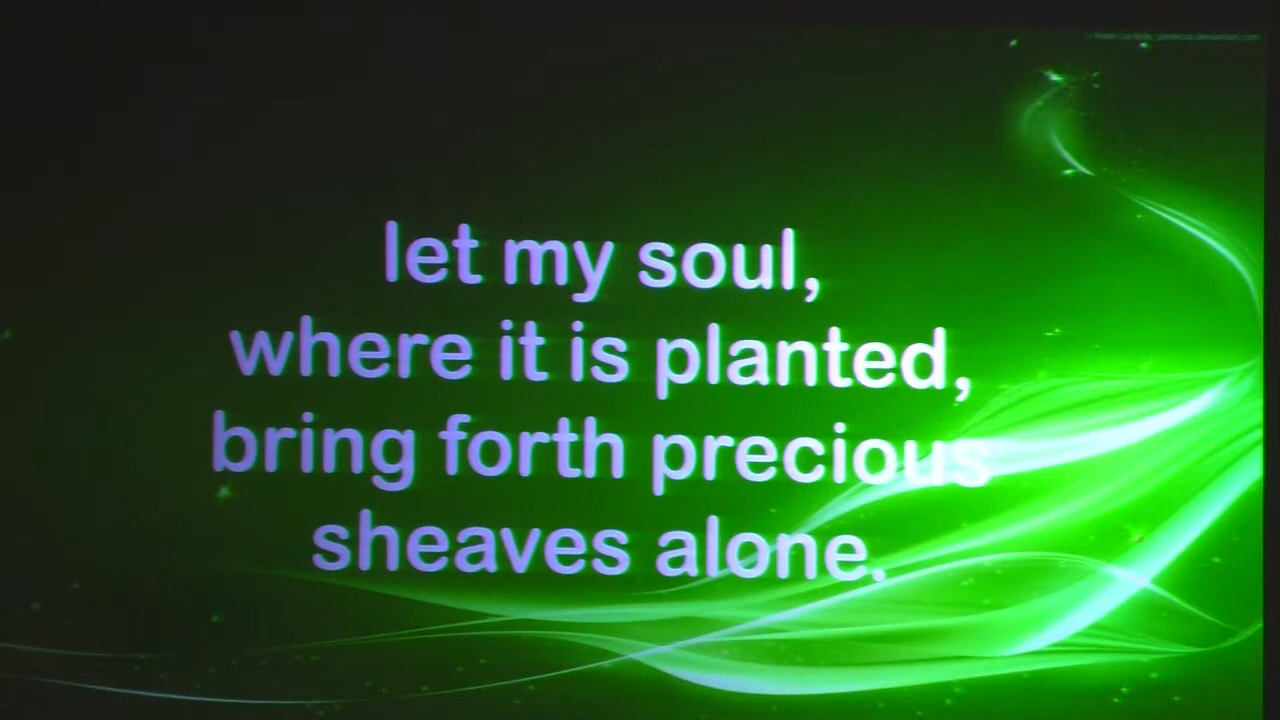 let my soul,
where it is planted,
bring forth precious
sheaves alone.